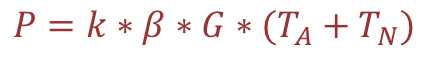 P = k * β * G * (T_A + T_N)